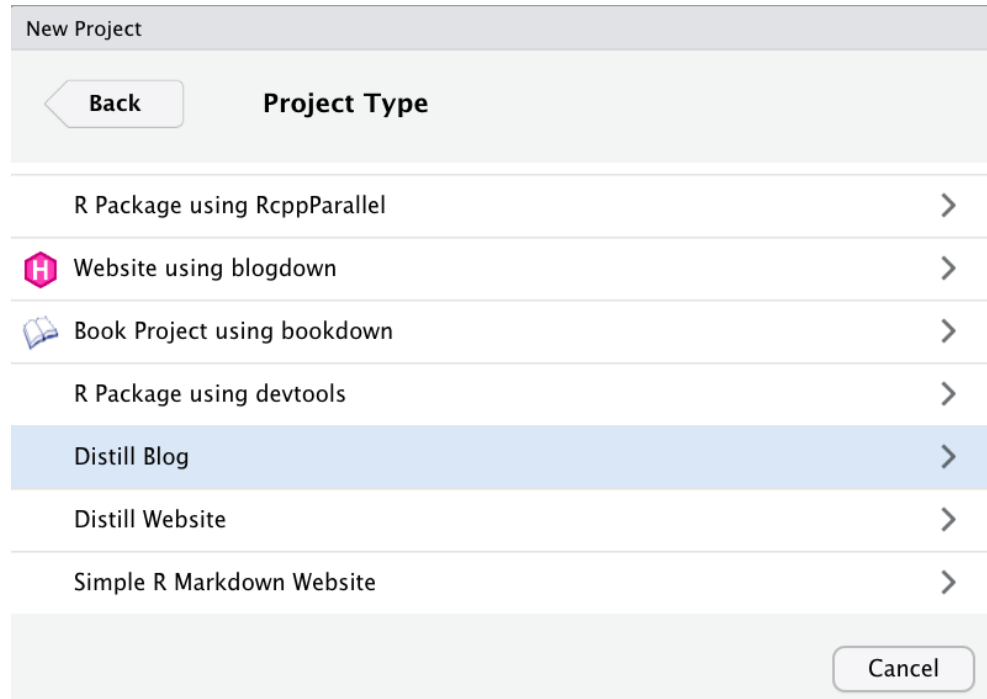 New Project
Back
Project Type
R Package using RcppParallel
H
Website using blogdown
Book Project using bookdown
R Package using devtools
Distill Blog
Distill Website
Simple R Markdown Website
Cancel